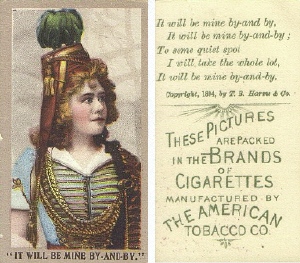 "IT WILL BE MINE BY-AND-BY."
It will be mine by-and by,
It will be mine by-and-by;
To some quiet spot
I will take the whole lot,
It will be mine by-and-by.
Copyright, 1894, by T. B. Harms & Co.
THESE PICTURES
ARE PACKED
IN THE BRANDS
OF
CIGARETTES
MANUFACTURED BY
THE AMERICAN
TOBACCO CO.